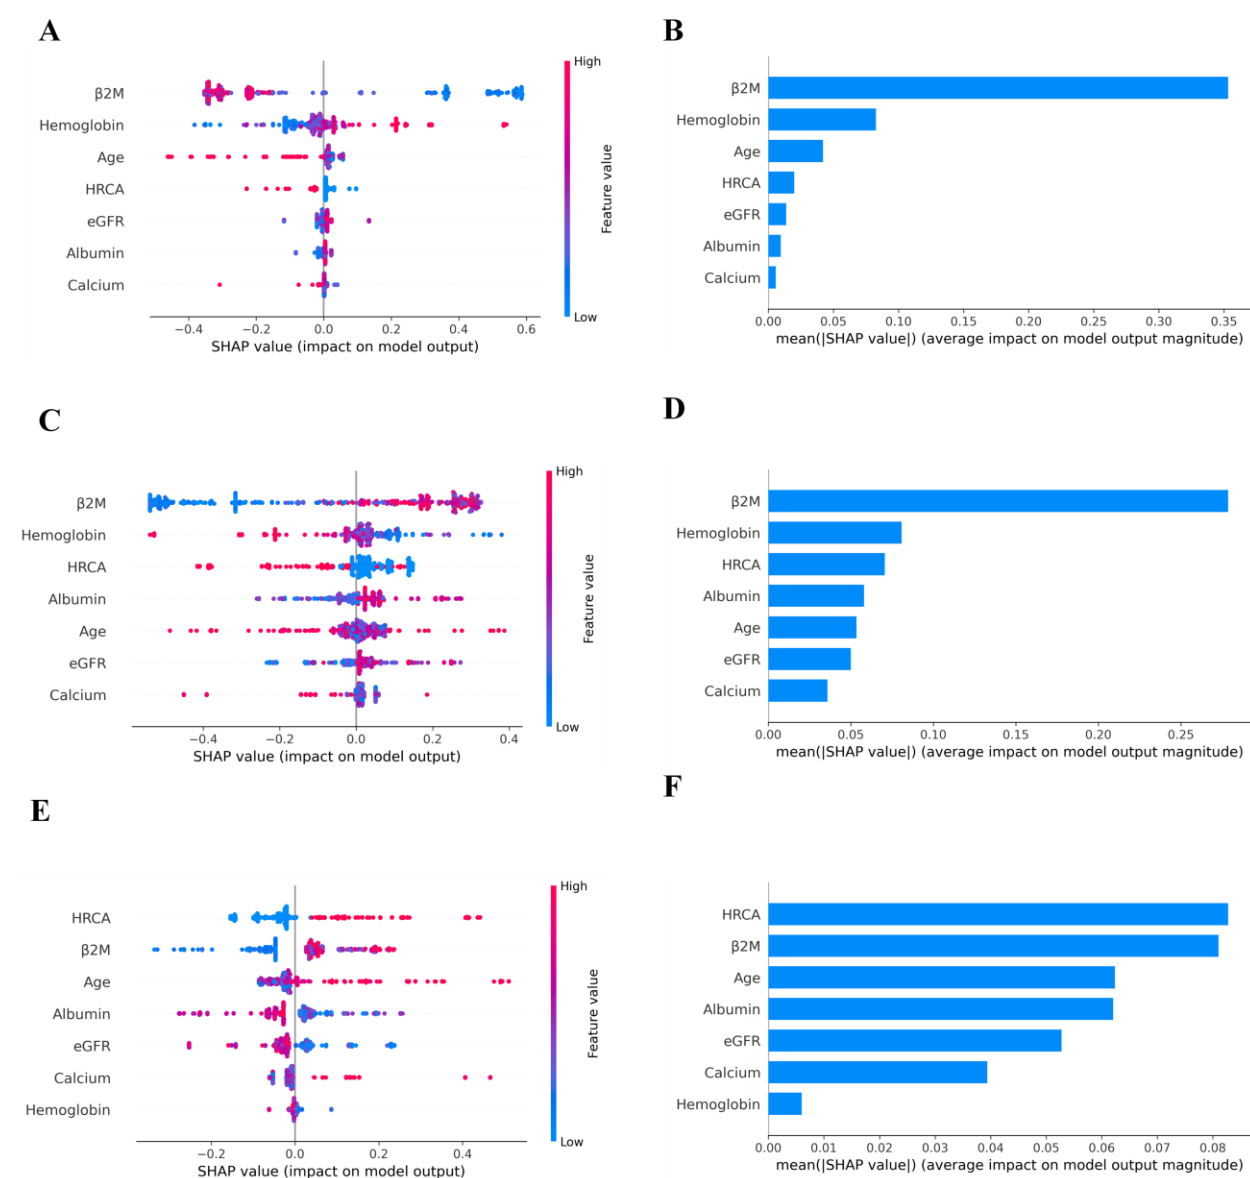 A
B
β2M
Hemoglobin
Age
HRCA
eGFR
Albumin
Calcium
−0.4 −0.2 0.0 0.2 0.4 0.6
SHAP value (impact on model output)
High
Feature value
Low
β2M
Hemoglobin
Age
HRCA
eGFR
Albumin
Calcium
0.00 0.05 0.10 0.15 0.20 0.25 0.30 0.35
mean(|SHAP value|) (average impact on model output magnitude)
C
D
β2M
Hemoglobin
HRCA
Albumin
Age
eGFR
Calcium
−0.4 −0.2 0.0 0.2 0.4
SHAP value (impact on model output)
High
Feature value
Low
β2M
Hemoglobin
HRCA
Albumin
Age
eGFR
Calcium
0.00 0.05 0.10 0.15 0.20 0.25
mean(|SHAP value|) (average impact on model output magnitude)
E
F
HRCA
β2M
Age
Albumin
eGFR
Calcium
Hemoglobin
−0.2 0.0 0.2 0.4
SHAP value (impact on model output)
High
Feature value
Low
HRCA
β2M
Age
Albumin
eGFR
Calcium
Hemoglobin
0.00 0.01 0.02 0.03 0.04 0.05 0.06 0.07 0.08
mean(|SHAP value|) (average impact on model output magnitude)